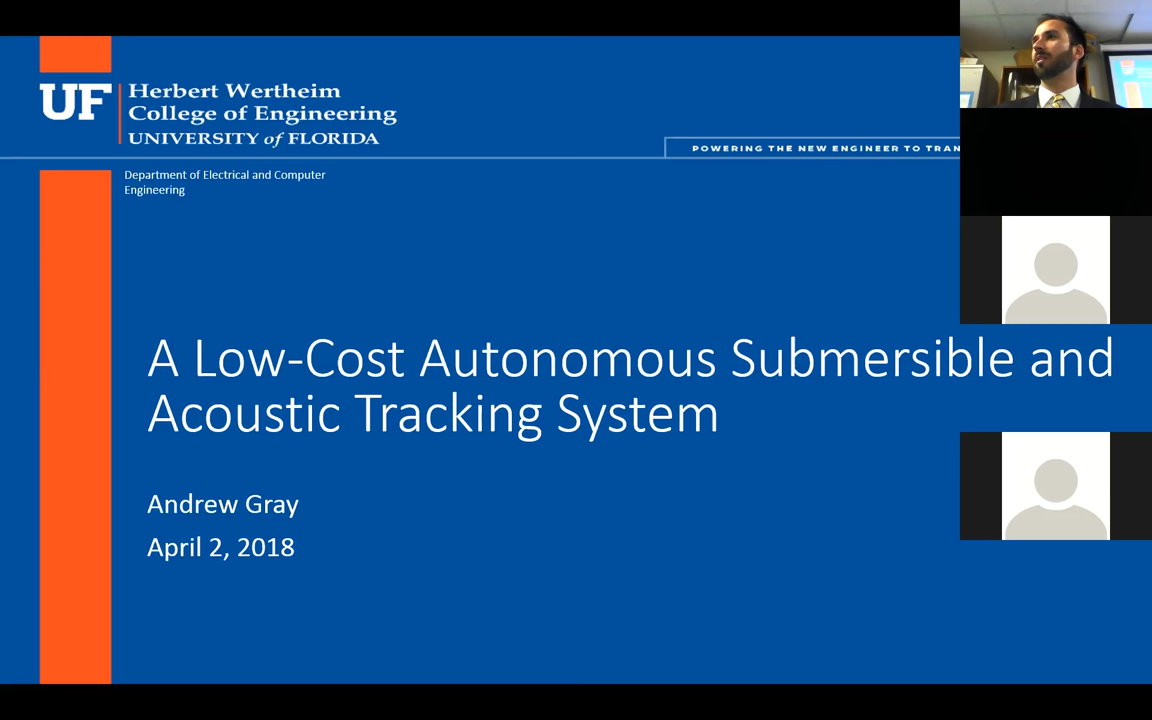 UF
Herbert Wertheim
College of Engineering
UNIVERSITY of FLORIDA
POWERING THE NEW ENGINEER TO TRAN
Department of Electrical and Computer
Engineering
A Low-Cost Autonomous Submersible and
Acoustic Tracking System
Andrew Gray
April 2, 2018